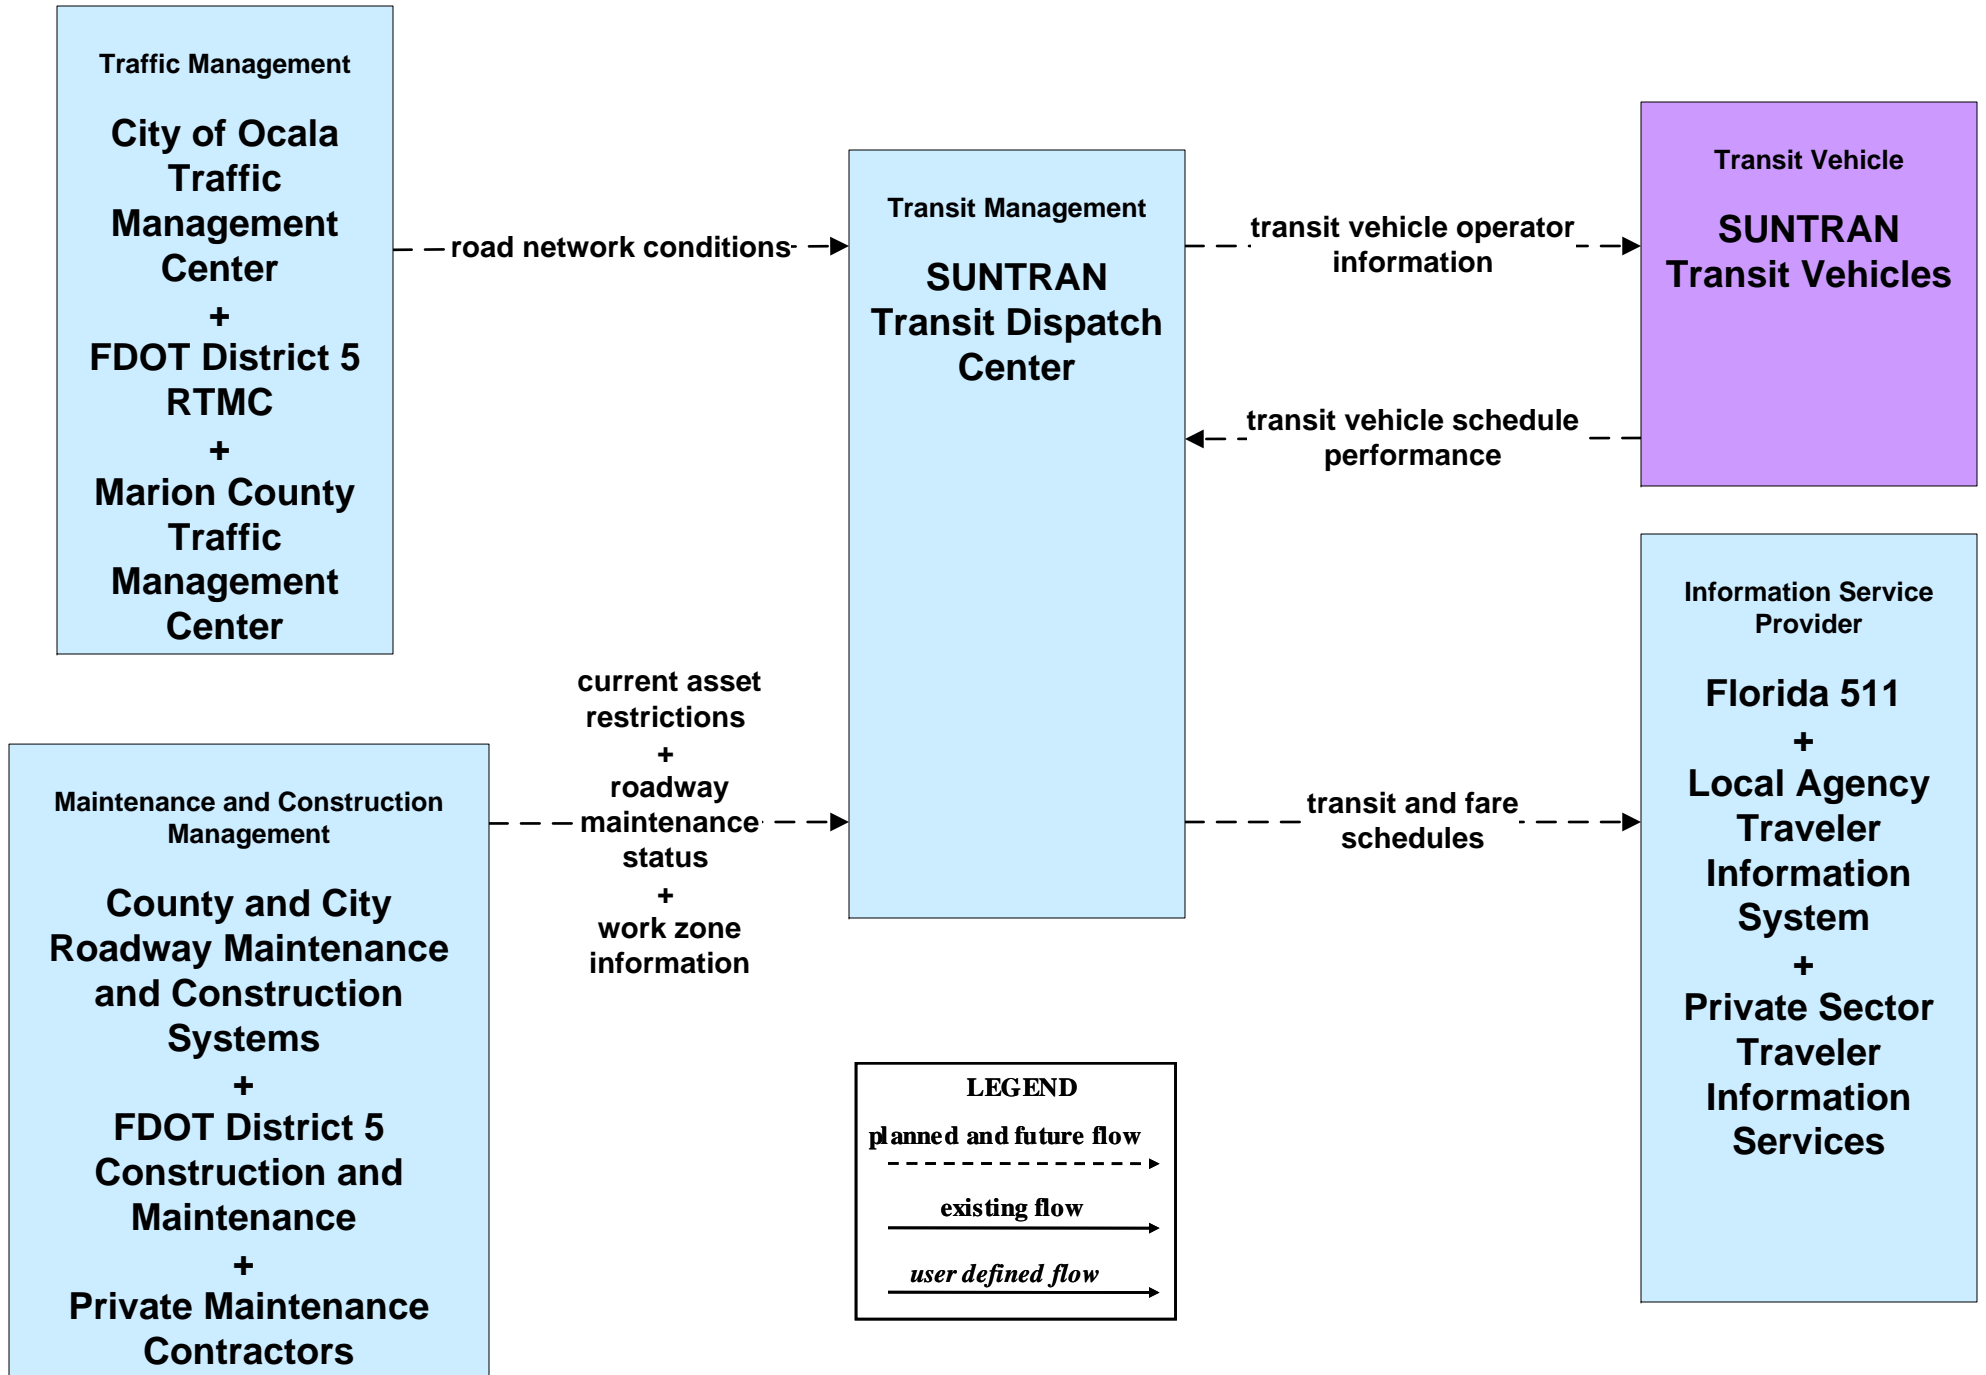 Traffic Management
City of Ocala
Traffic
Management
Center
+
FDOT District 5
RTMC
+
Marion County
Traffic
Management
Center
road network conditions
Transit Management
SUNTRAN
Transit Dispatch
Center
transit vehicle operator
information
Transit Vehicle
SUNTRAN
Transit Vehicles
transit vehicle schedule
performance
Maintenance and Construction
Management
County and City
Roadway Maintenance
and Construction
Systems
+
FDOT District 5
Construction and
Maintenance
+
Private Maintenance
Contractors
current asset
restrictions
+
roadway
maintenance
status
+
work zone
information
transit and fare
schedules
Information Service
Provider
Florida 511
+
Local Agency
Traveler
Information
System
+
Private Sector
Traveler
Information
Services
LEGEND
planned and future flow
existing flow
user defined flow